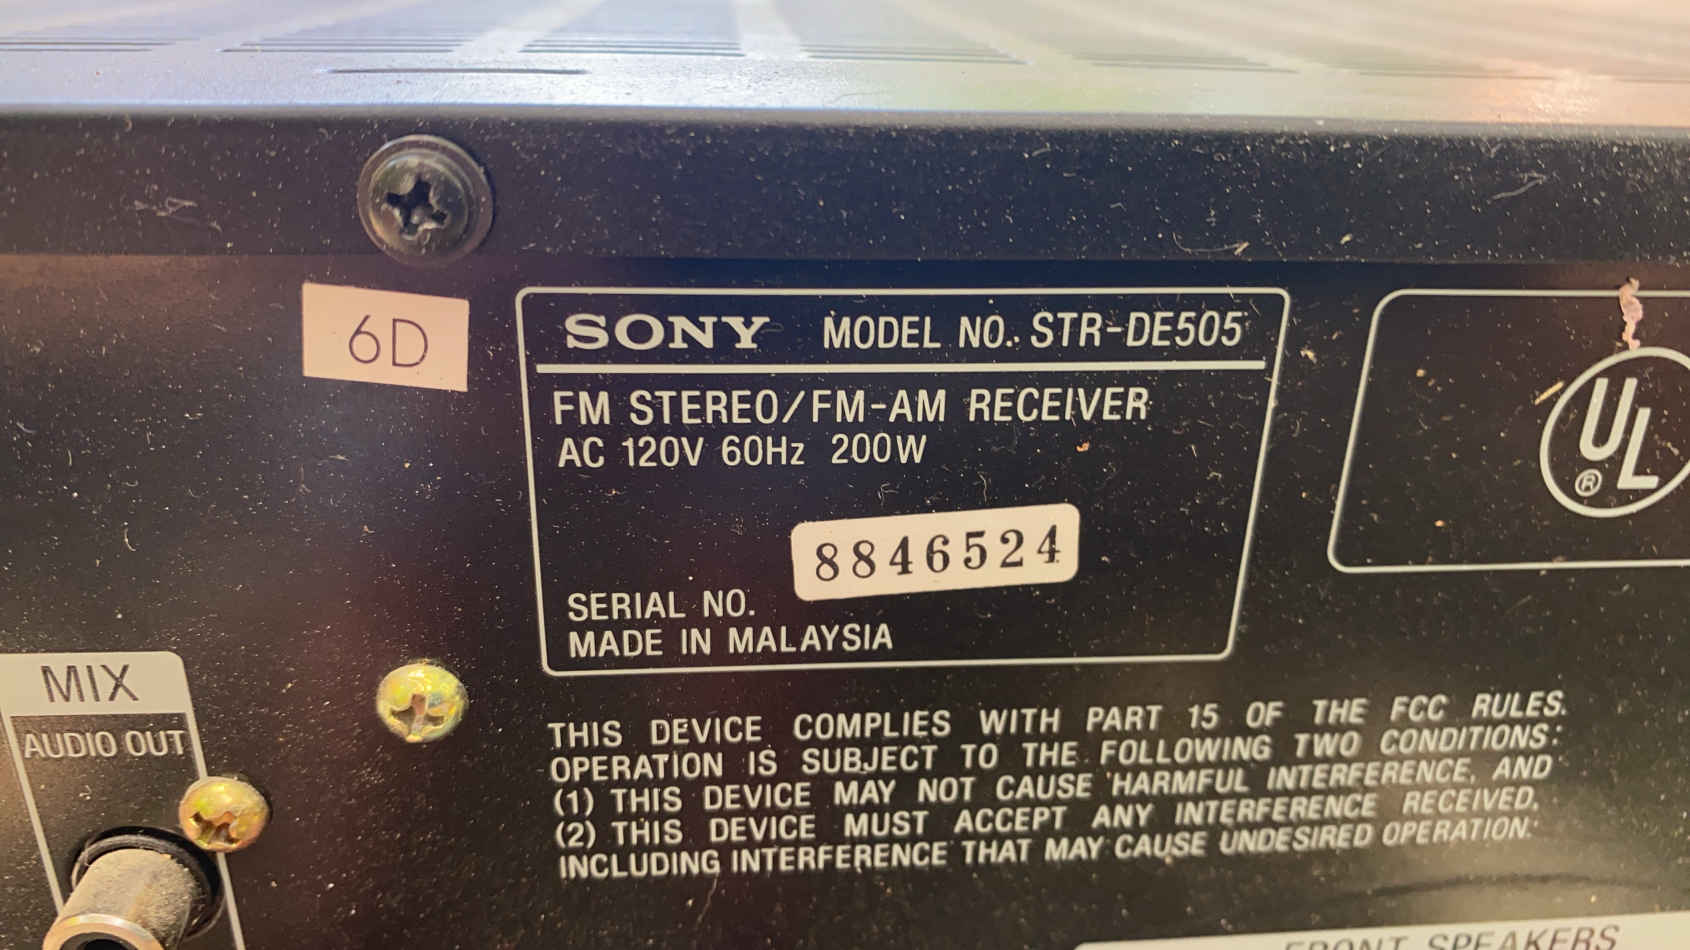 6D
SONY MODEL NO. STR-DE505
FM STEREO/FM-AM RECEIVER
AC 120V 60Hz 200W
8846524
SERIAL NO.
MADE IN MALAYSIA
UL
®
MIX
AUDIO OUT
THIS DEVICE COMPLIES WITH PART 15 OF THE FCC RULES.
OPERATION IS SUBJECT TO THE FOLLOWING TWO CONDITIONS:
(1) THIS DEVICE MAY NOT CAUSE HARMFUL INTERFERENCE, AND
(2) THIS DEVICE MUST ACCEPT ANY INTERFERENCE RECEIVED,
INCLUDING INTERFERENCE THAT MAY CAUSE UNDESIRED OPERATION.
FRONT SPEAKERS